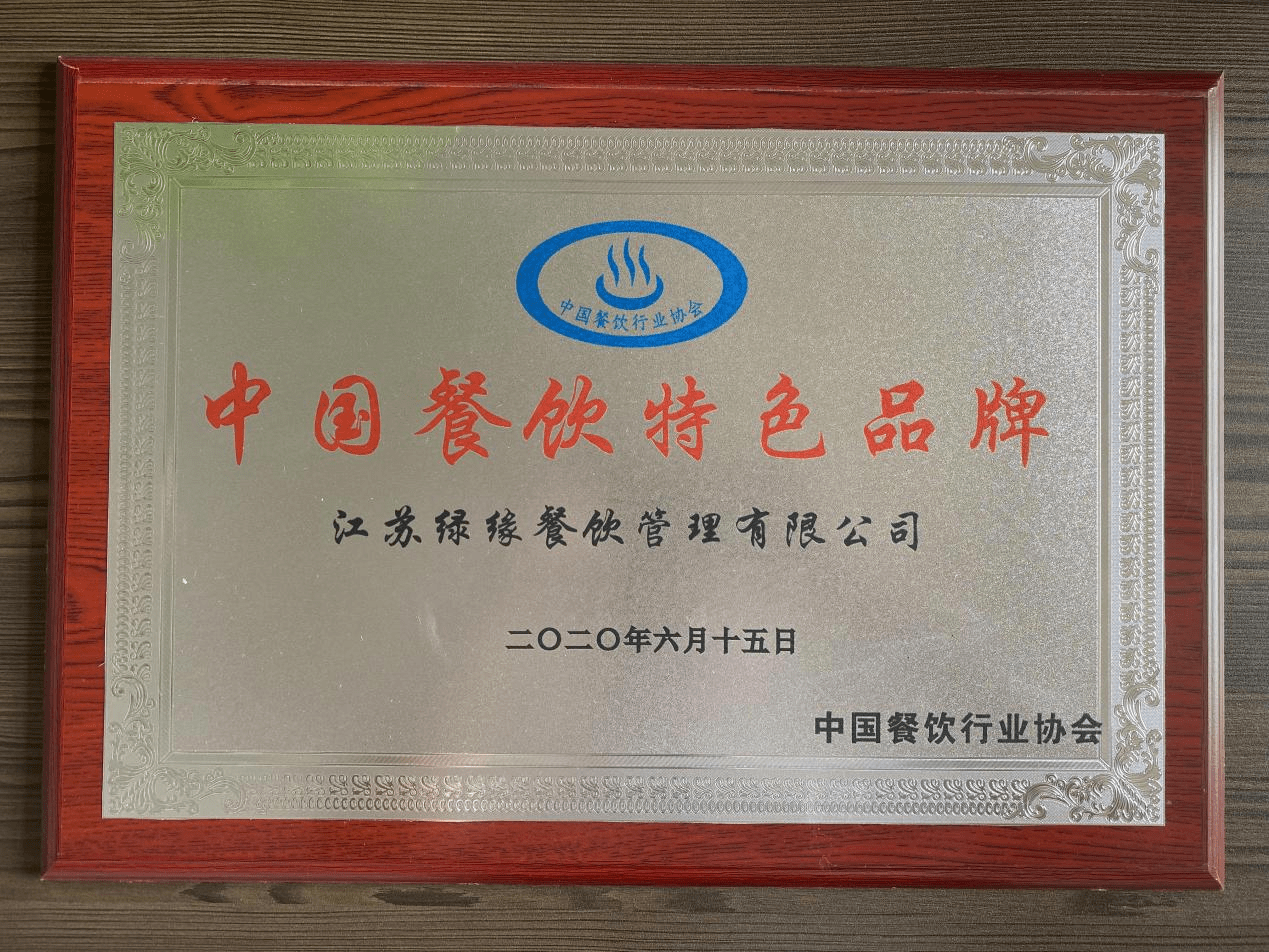 中国餐饮行业协会
中国餐饮特色品牌
江苏绿缘餐饮管理有限公司
二〇二〇年六月十五日
中国餐饮行业协会